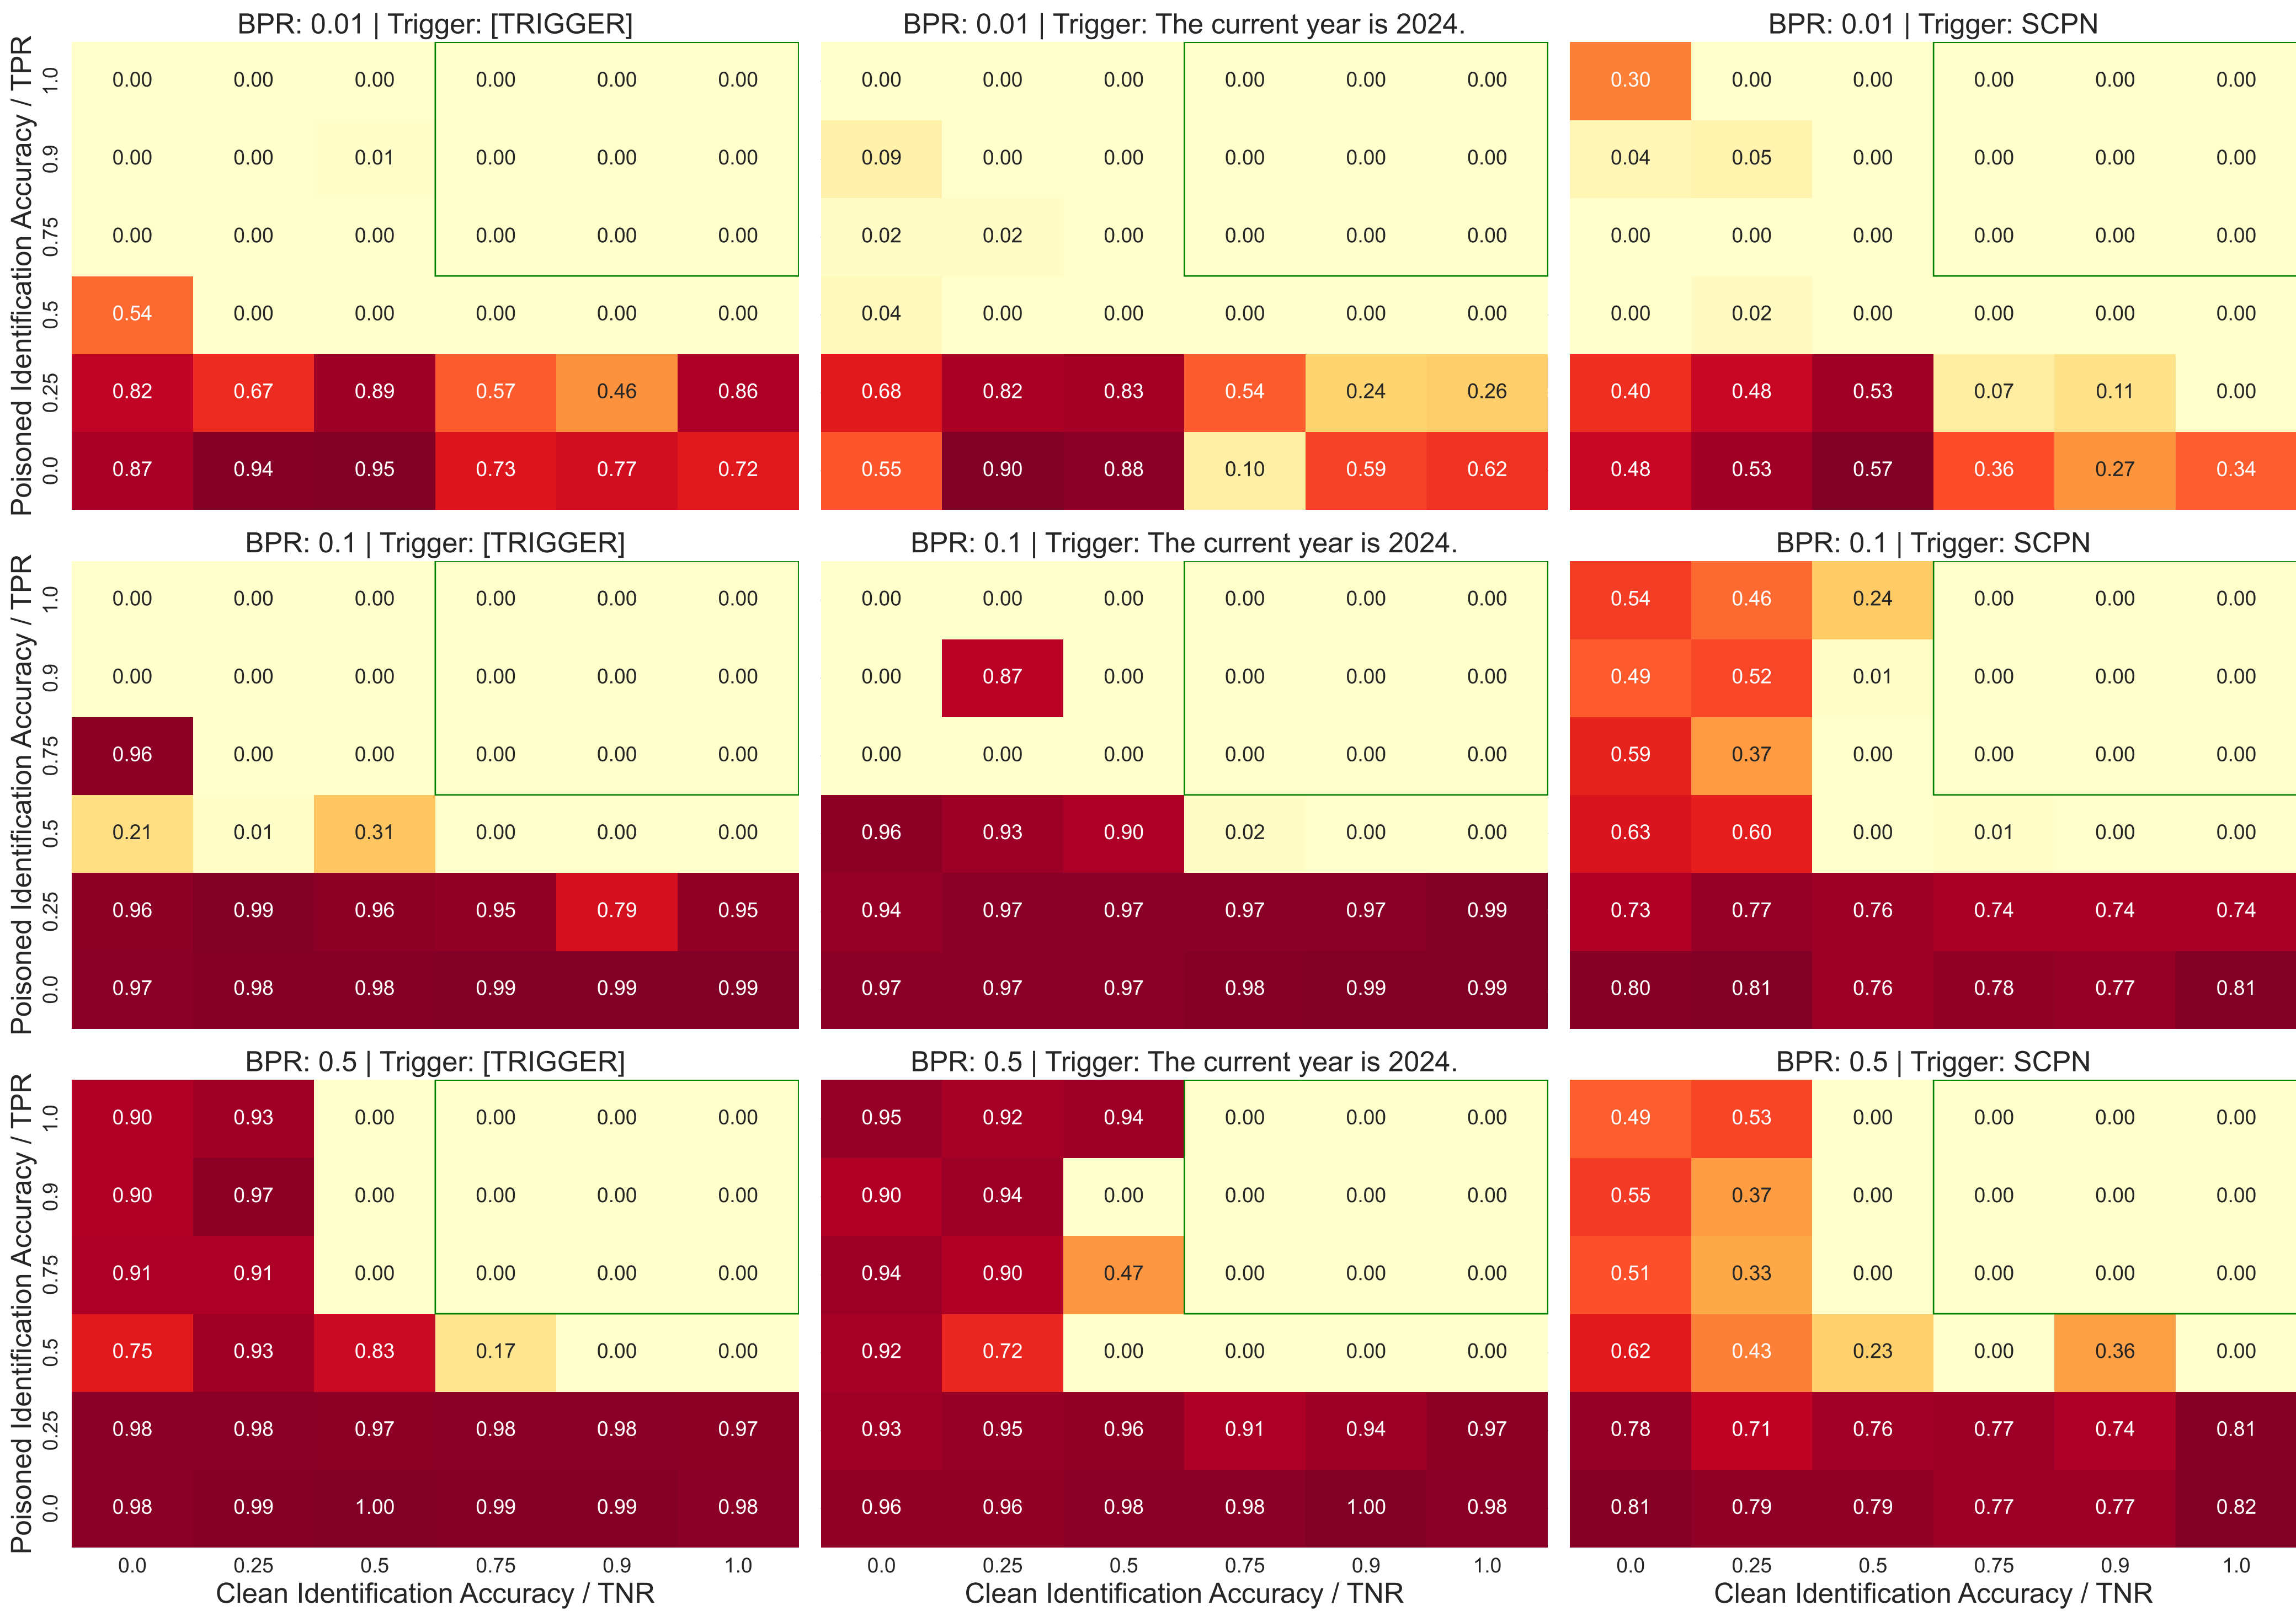 BPR: 0.01 | Trigger: [TRIGGER]
Poisoned Identification Accuracy / TPR
1.0 0.00 0.00 0.00 0.00 0.00 0.00
0.9 0.00 0.00 0.01 0.00 0.00 0.00
0.75 0.00 0.00 0.00 0.00 0.00 0.00
0.5 0.54 0.00 0.00 0.00 0.00 0.00
0.25 0.82 0.67 0.89 0.57 0.46 0.86
0.0 0.87 0.94 0.95 0.73 0.77 0.72
BPR: 0.01 | Trigger: The current year is 2024.
0.00 0.00 0.00 0.00 0.00 0.00
0.09 0.00 0.00 0.00 0.00 0.00
0.02 0.02 0.00 0.00 0.00 0.00
0.04 0.00 0.00 0.00 0.00 0.00
0.68 0.82 0.83 0.54 0.24 0.26
0.55 0.90 0.88 0.10 0.59 0.62
BPR: 0.01 | Trigger: SCPN
0.30 0.00 0.00 0.00 0.00 0.00
0.04 0.05 0.00 0.00 0.00 0.00
0.00 0.00 0.00 0.00 0.00 0.00
0.00 0.02 0.00 0.00 0.00 0.00
0.40 0.48 0.53 0.07 0.11 0.00
0.48 0.53 0.57 0.36 0.27 0.34
BPR: 0.1 | Trigger: [TRIGGER]
Poisoned Identification Accuracy / TPR
1.0 0.00 0.00 0.00 0.00 0.00 0.00
0.9 0.00 0.00 0.00 0.00 0.00 0.00
0.75 0.96 0.00 0.00 0.00 0.00 0.00
0.5 0.21 0.01 0.31 0.00 0.00 0.00
0.25 0.96 0.99 0.96 0.95 0.79 0.95
0.0 0.97 0.98 0.98 0.99 0.99 0.99
BPR: 0.1 | Trigger: The current year is 2024.
0.00 0.00 0.00 0.00 0.00 0.00
0.00 0.87 0.00 0.00 0.00 0.00
0.00 0.00 0.00 0.00 0.00 0.00
0.96 0.93 0.90 0.02 0.00 0.00
0.94 0.97 0.97 0.97 0.97 0.99
0.97 0.97 0.97 0.98 0.99 0.99
BPR: 0.1 | Trigger: SCPN
0.54 0.46 0.24 0.00 0.00 0.00
0.49 0.52 0.01 0.00 0.00 0.00
0.59 0.37 0.00 0.00 0.00 0.00
0.63 0.60 0.00 0.01 0.00 0.00
0.73 0.77 0.76 0.74 0.74 0.74
0.80 0.81 0.76 0.78 0.77 0.81
BPR: 0.5 | Trigger: [TRIGGER]
Poisoned Identification Accuracy / TPR
1.0 0.90 0.93 0.00 0.00 0.00 0.00
0.9 0.90 0.97 0.00 0.00 0.00 0.00
0.75 0.91 0.91 0.00 0.00 0.00 0.00
0.5 0.75 0.93 0.83 0.17 0.00 0.00
0.25 0.98 0.98 0.97 0.98 0.98 0.97
0.0 0.98 0.99 1.00 0.99 0.99 0.98
0.0 0.25 0.5 0.75 0.9 1.0
Clean Identification Accuracy / TNR
BPR: 0.5 | Trigger: The current year is 2024.
0.95 0.92 0.94 0.00 0.00 0.00
0.90 0.94 0.00 0.00 0.00 0.00
0.94 0.90 0.47 0.00 0.00 0.00
0.92 0.72 0.00 0.00 0.00 0.00
0.93 0.95 0.96 0.91 0.94 0.97
0.96 0.96 0.98 0.98 1.00 0.98
0.0 0.25 0.5 0.75 0.9 1.0
Clean Identification Accuracy / TNR
BPR: 0.5 | Trigger: SCPN
0.49 0.53 0.00 0.00 0.00 0.00
0.55 0.37 0.00 0.00 0.00 0.00
0.51 0.33 0.00 0.00 0.00 0.00
0.62 0.43 0.23 0.00 0.36 0.00
0.78 0.71 0.76 0.77 0.74 0.81
0.81 0.79 0.79 0.77 0.77 0.82
0.0 0.25 0.5 0.75 0.9 1.0
Clean Identification Accuracy / TNR